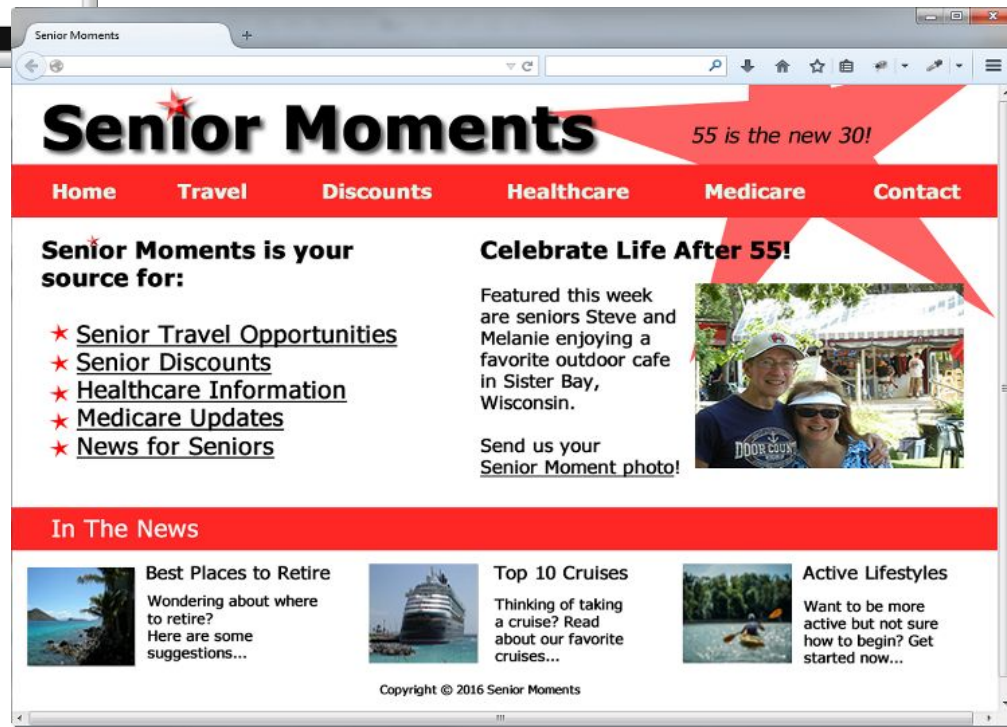 Senior Moments
Senior Moments
55 is the new 30!
Home Travel Discounts Healthcare Medicare Contact
Senior Moments is your
source for:
Senior Travel Opportunities
Senior Discounts
Healthcare Information
Medicare Updates
News for Seniors
Celebrate Life After 55!
Featured this week
are seniors Steve and
Melanie enjoying a
favorite outdoor cafe
in Sister Bay,
Wisconsin.
Send us your
Senior Moment photo!
DOOR COUNTY
In The News
Best Places to Retire
Wondering about where
to retire?
Here are some
suggestions...
Top 10 Cruises
Thinking of taking
a cruise? Read
about our favorite
cruises...
Active Lifestyles
Want to be more
active but not sure
how to begin? Get
started now...
Copyright © 2016 Senior Moments